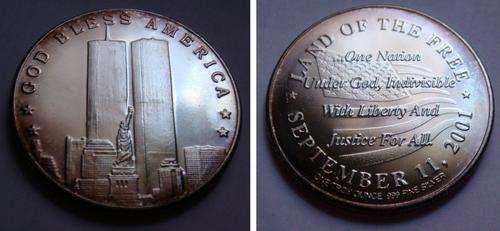 GOD BLESS AMERICA
LAND OF THE FREE
...One Nation
Under God, Indivisible
With Liberty And
Justice For All.
SEPTEMBER 11, 2001
ONE TROY OUNCE .999 FINE SILVER